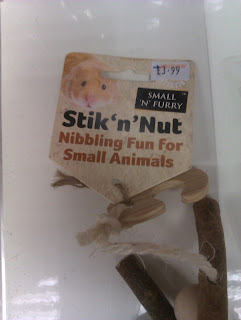 £3.99
SMALL
'N' FURRY
Stik'n'Nut
Nibbling Fun For
Small Animals